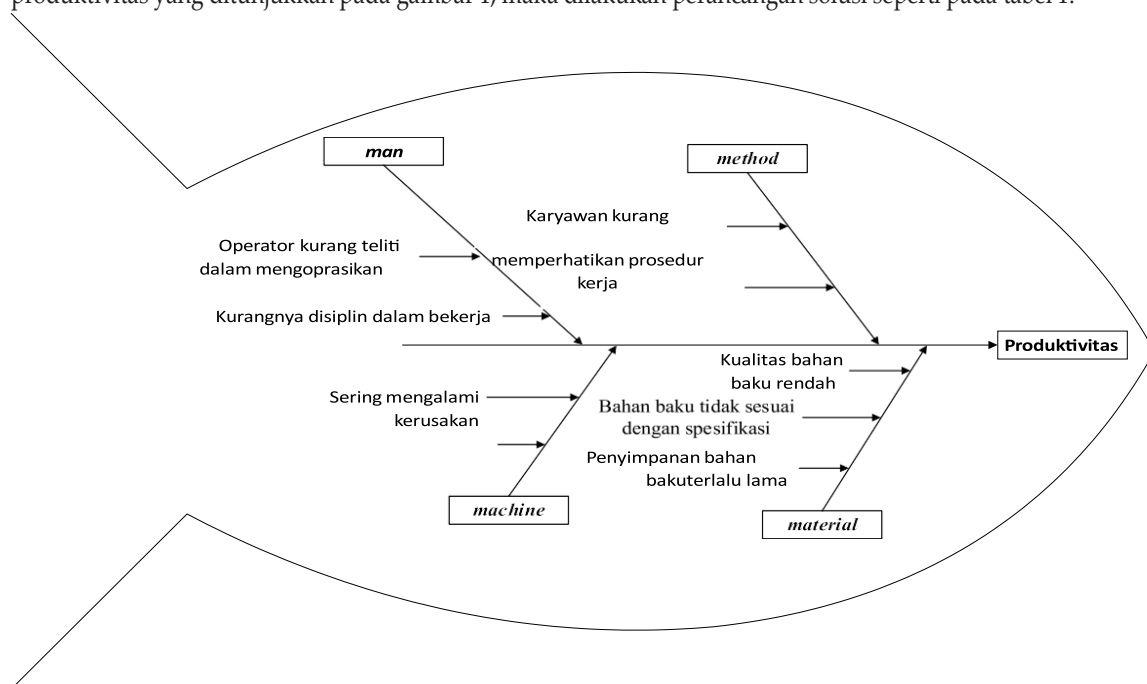 produktivitas yang ditunjukkan pada gambar 1, maka dilakukan perancangan solusi seperti pada tabel 1.
man
method
Karyawan kurang
memperhatikan prosedur
kerja
Operator kurang teliti
dalam mengoprasikan
Kurangnya disiplin dalam bekerja
Produktivitas
Sering mengalami
kerusakan
Kualitas bahan
baku rendah
Bahan baku tidak sesuai
dengan spesifikasi
Penyimpanan bahan
bakuterlalu lama
machine
material